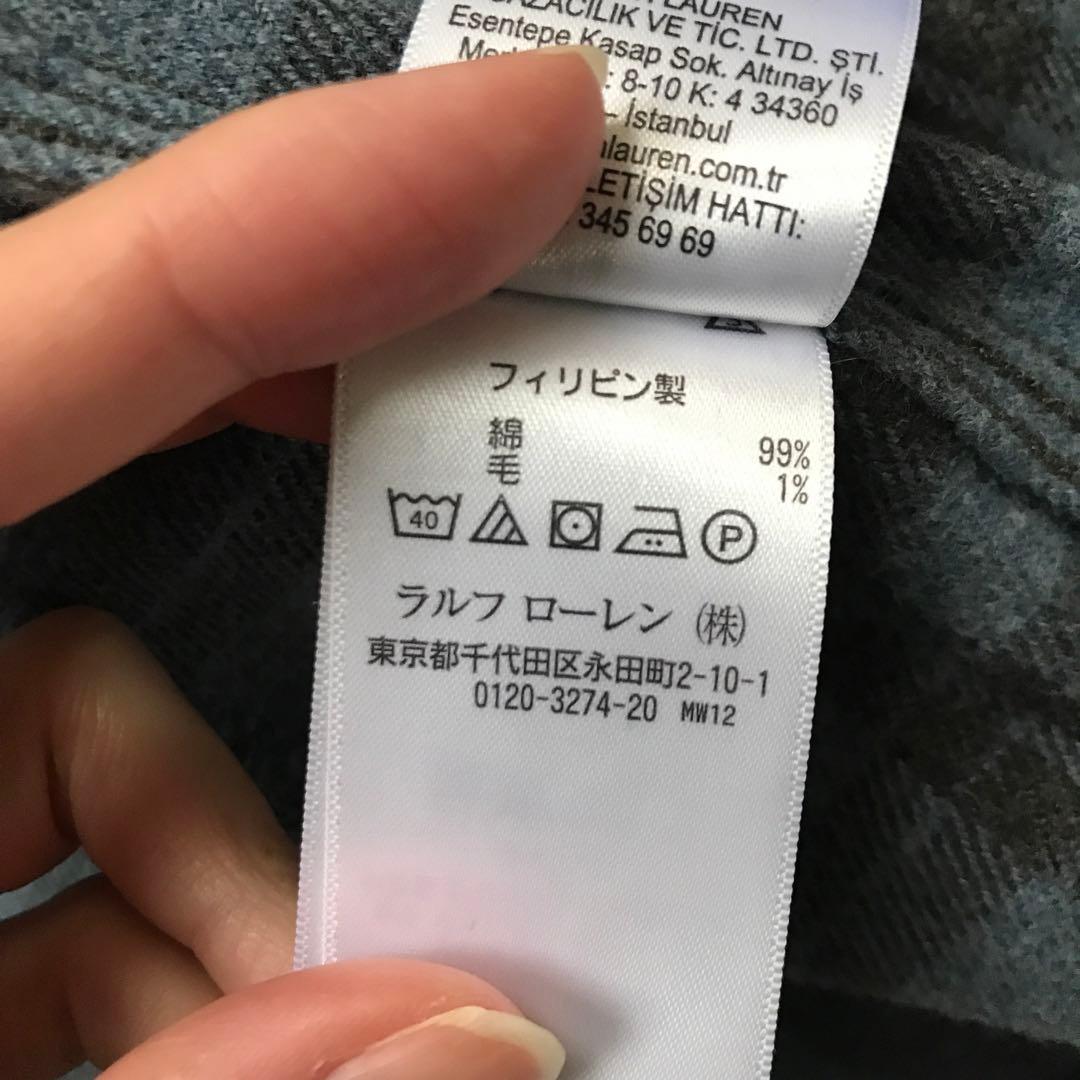 LAUREN
MAĞAZACILIK VE TİC. LTD. ŞTİ.
Esentepe Kasap Sok. Altınay İş
: 8-10 K: 4 34360
– İstanbul
lauren.com.tr
LETİŞİM HATTI:
345 69 69
フィリピン製
綿 99%
毛 1%
40
P
ラルフ ローレン (株)
東京都千代田区永田町2-10-1
0120-3274-20 MW12